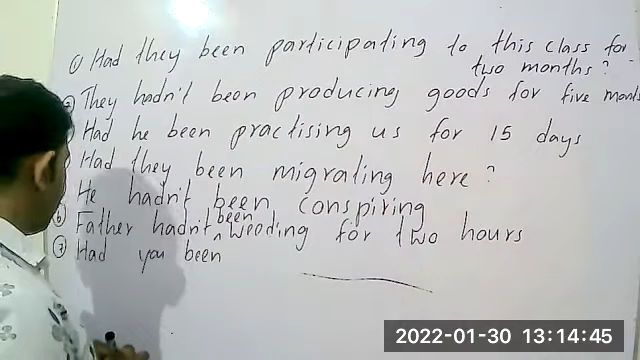 ① Had they been participating to this class for
two months?
② They hadn't been producing goods for five
Had he been practising us for 15 days
Had they been migrating here?
He hadn't been conspiring
⑥ Father hadn't been weeding for two hours
⑦ Had you been
2022-01-30 13:14:45